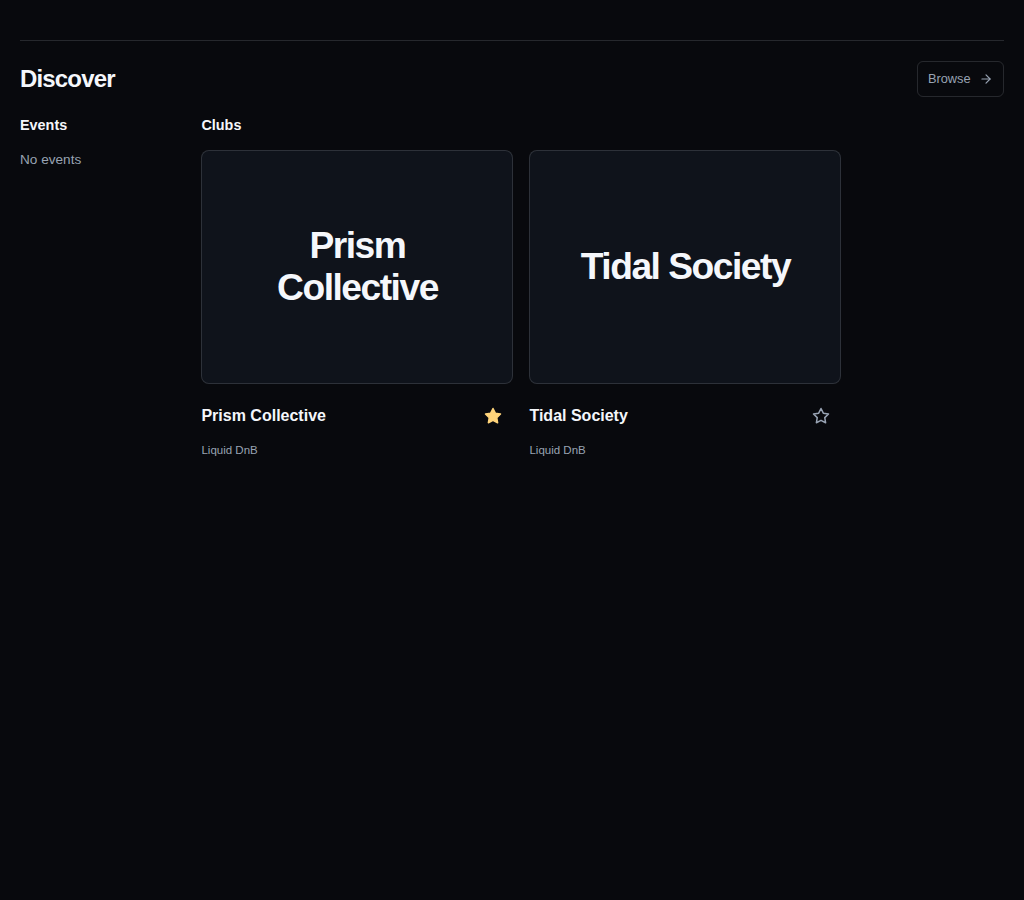 Discover
Browse
Events
Clubs
No events
Prism
Collective
Tidal Society
Prism Collective
Tidal Society
Liquid DnB
Liquid DnB